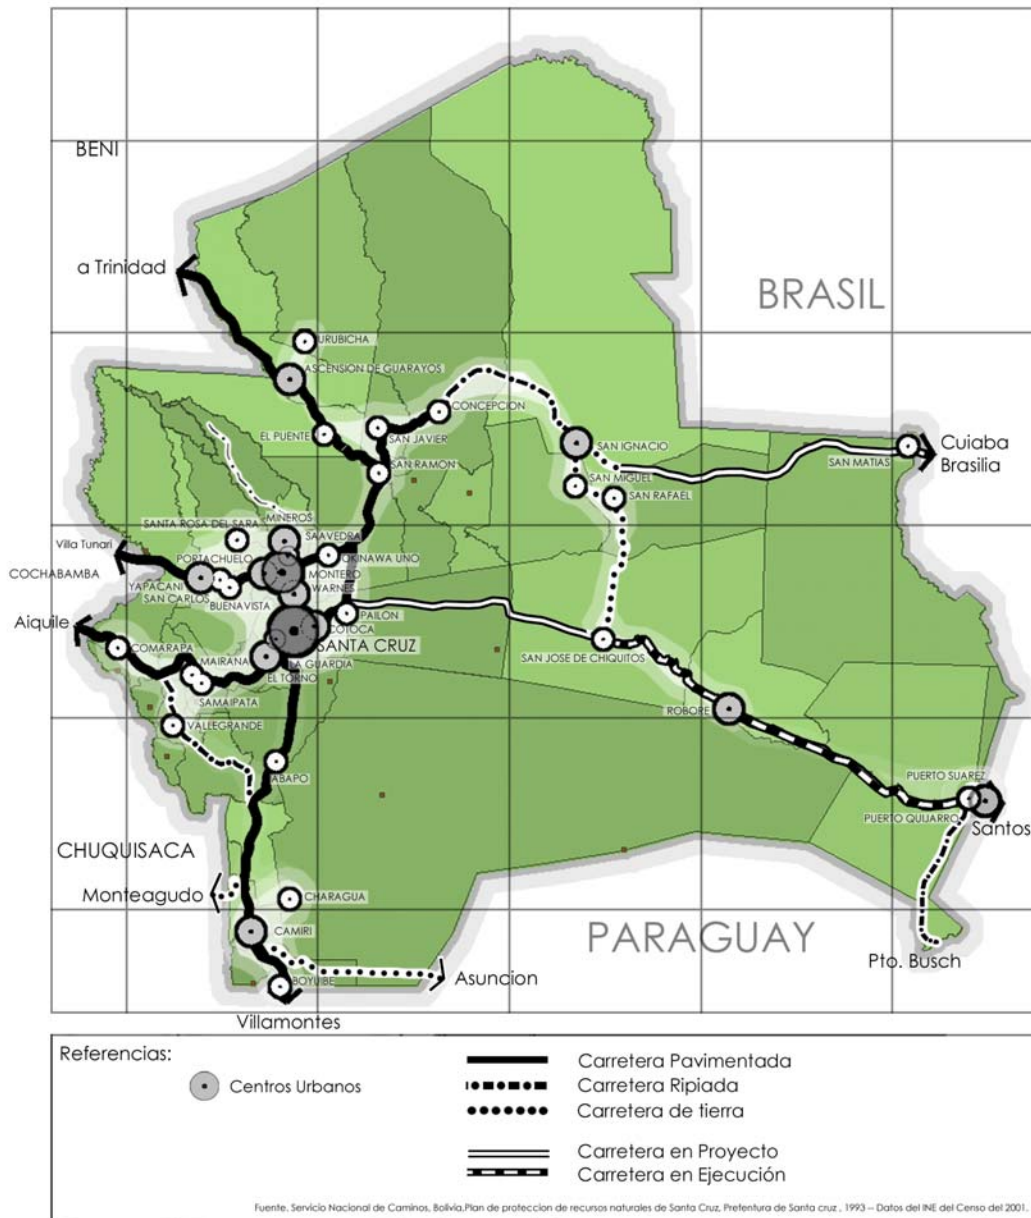 BENI
a Trinidad
BRASIL
URUBICHA
ASCENSION DE GUARAYOS
CONCEPCION
EL PUENTE
SAN JAVIER
SAN IGNACIO
Cuiaba
Brasilia
SAN MATIAS
SAN RAMON
SAN MIGUEL
SAN RAFAEL
MINEROS
SANTA ROSA DEL SARA
SAAVEDRA
Villa Tunari
PORTACHUELO
OKINAWA UNO
COCHABAMBA
MONTERO
YAPACANI
SAN CARLOS
WARNES
BUENAVISTA
PAILON
Aiquile
COTOCA
SANTA CRUZ
COMARAPA
MAIRANA
LA GUARDIA
SAN JOSE DE CHIQUITOS
EL TORNO
SAMAIPATA
ROBORE
VALLEGRANDE
ABAPO
PUERTO SUAREZ
PUERTO QUIJARRO
Santos
CHUQUISACA
Monteagudo
CHARAGUA
CAMIRI
PARAGUAY
Pto. Busch
Asuncion
BOYUIBE
Villamontes
Referencias:
Centros Urbanos
Carretera Pavimentada
Carretera Ripiada
Carretera de tierra
Carretera en Proyecto
Carretera en Ejecución
Fuente. Servicio Nacional de Caminos, Bolivia,Plan de proteccion de recursos naturales de Santa Cruz, Prefentura de Santa cruz , 1993 – Datos del INE del Censo del 2001.